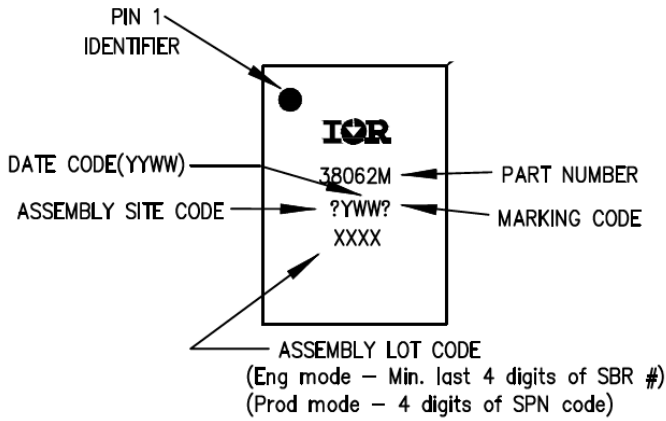 PIN 1
IDENTIFIER
IOR
DATE CODE(YYWW)
38062M
PART NUMBER
ASSEMBLY SITE CODE
?YWW?
MARKING CODE
XXXX
ASSEMBLY LOT CODE
(Eng mode – Min. last 4 digits of SBR #)
(Prod mode – 4 digits of SPN code)